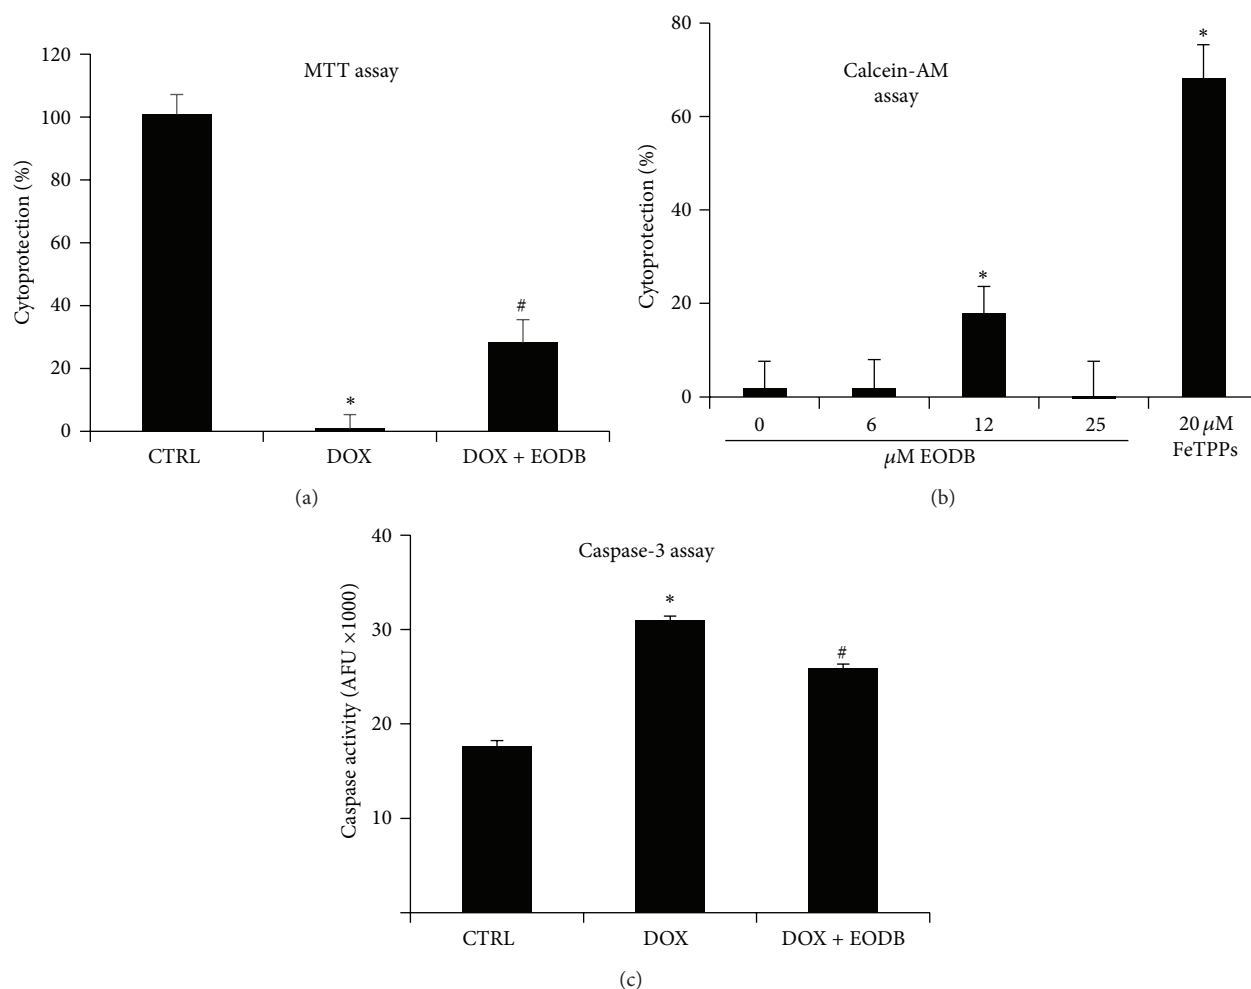 MTT assay
Cytoprotection (%)
120
100
80
60
40
20
0
*
#
CTRL DOX DOX + EODB
(a)
Calcein-AM
assay
Cytoprotection (%)
80
60
40
20
0
*
*
0 6 12 25 20 μM
μM EODB FeTPPs
(b)
Caspase-3 assay
Caspase activity (AFU ×1000)
40
30
20
10
*
#
CTRL DOX DOX + EODB
(c)